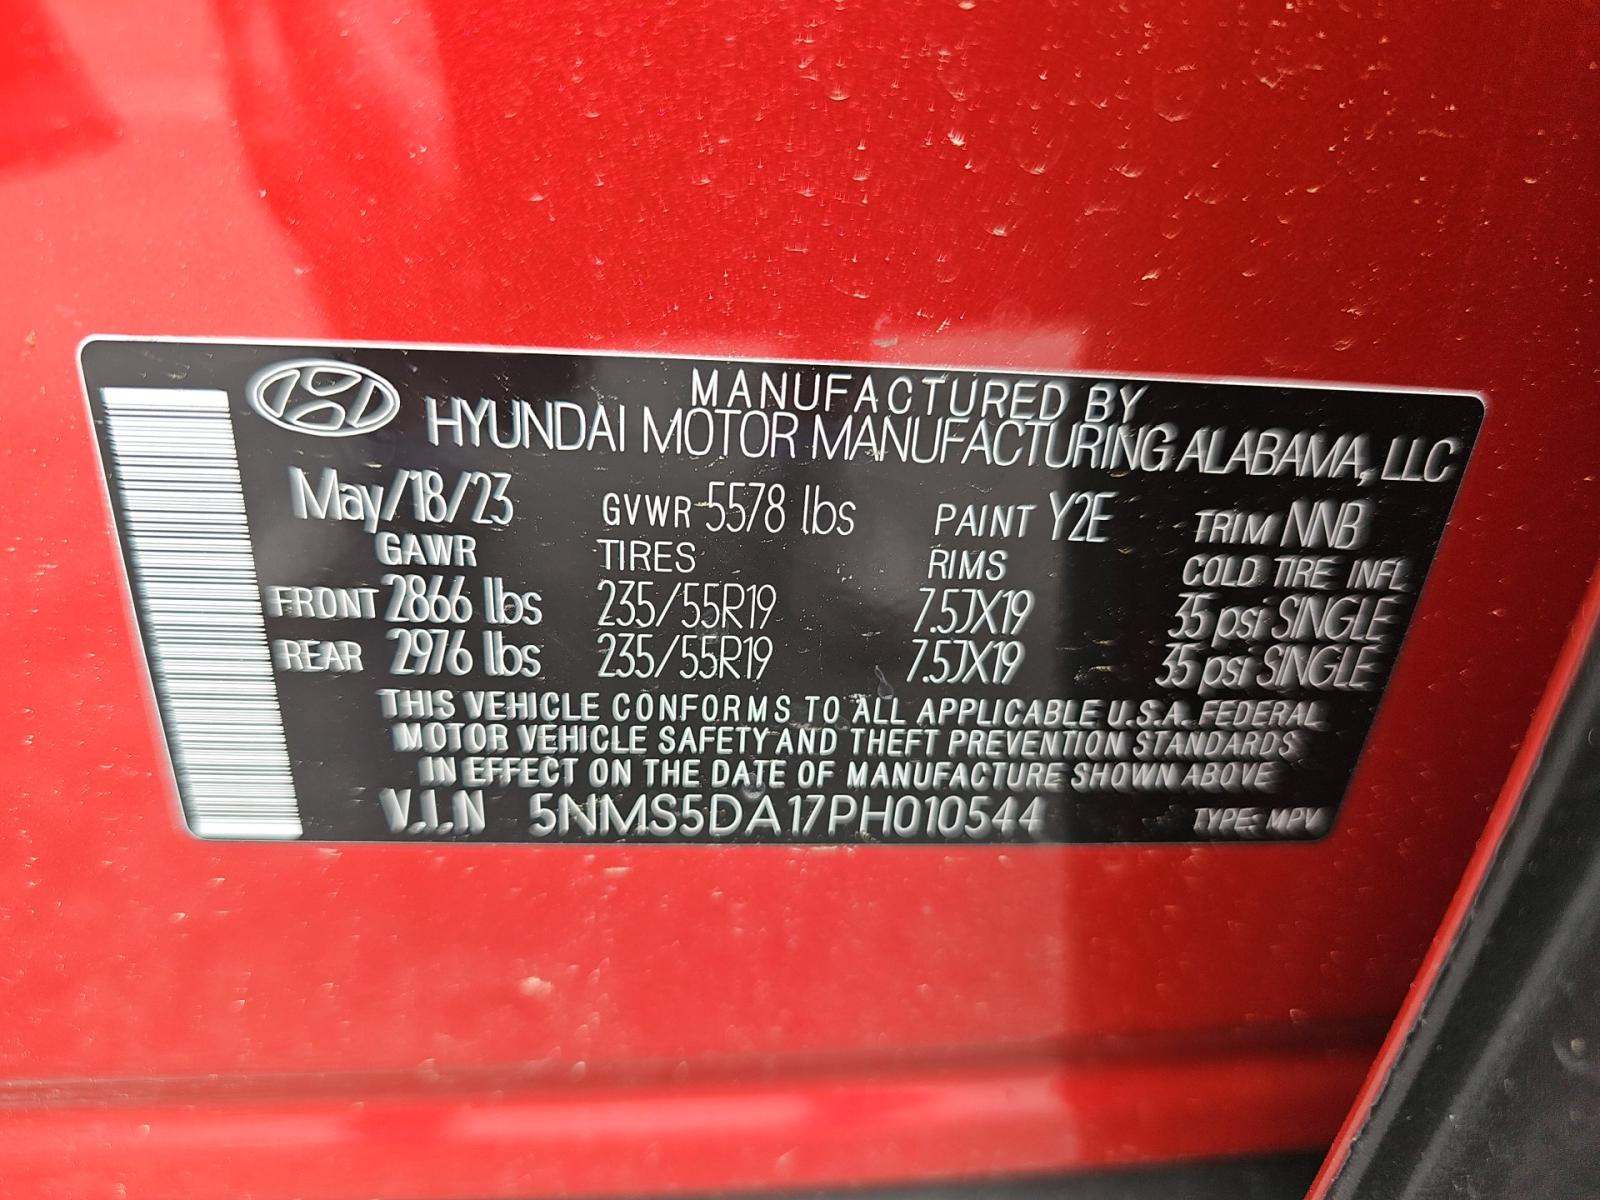 MANUFACTURED BY
HYUNDAI MOTOR MANUFACTURING ALABAMA, LLC
May/18/23 GVWR 5578 lbs PAINT Y2E TRIM NNB
GAWR TIRES RIMS COLD TIRE INFL
FRONT 2866 lbs 235/55R19 7.5JX19 35 psi SINGLE
REAR 2976 lbs 235/55R19 7.5JX19 35 psi SINGLE
THIS VEHICLE CONFORMS TO ALL APPLICABLE U.S.A. FEDERAL
MOTOR VEHICLE SAFETY AND THEFT PREVENTION STANDARDS
IN EFFECT ON THE DATE OF MANUFACTURE SHOWN ABOVE
V.I.N 5NMS5DA17PH010544 TYPE: MPV